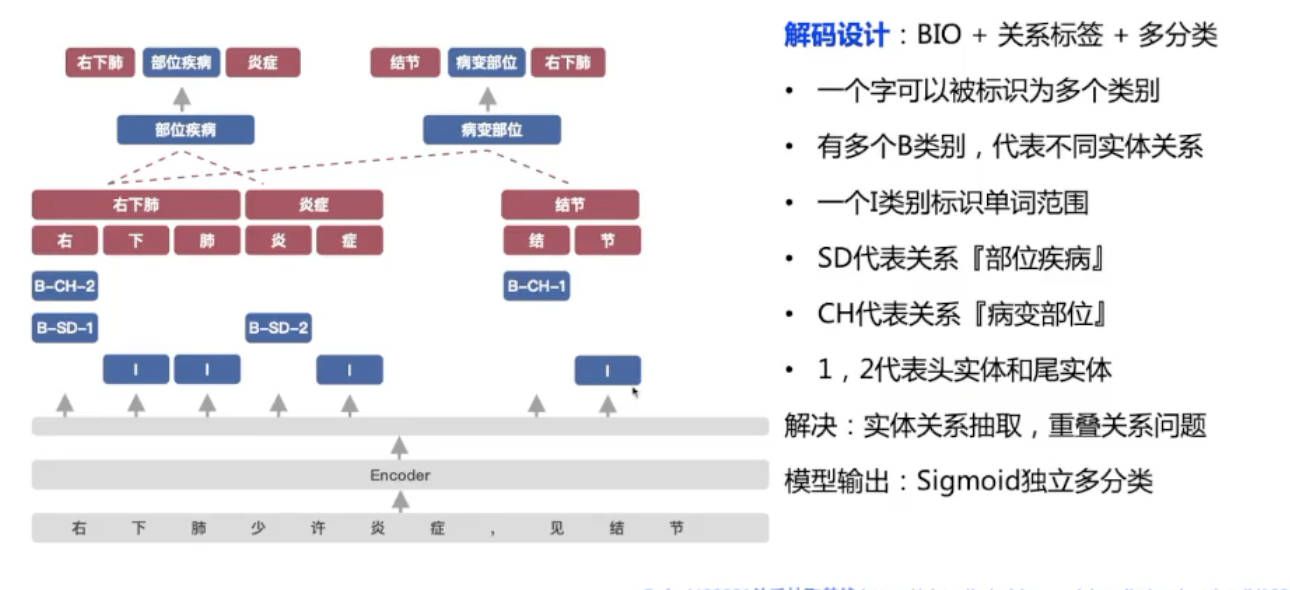 右下肺 部位疾病 炎症 结节 病变部位 右下肺
部位疾病 病变部位
右下肺 炎症 结节
右 下 肺 炎 症 结 节
B-CH-2 B-CH-1
B-SD-1 B-SD-2
I I I I
Encoder
右 下 肺 少 许 炎 症 , 见 结 节
解码设计：BIO + 关系标签 + 多分类
• 一个字可以被标识为多个类别
• 有多个B类别，代表不同实体关系
• 一个I类别标识单词范围
• SD代表关系『部位疾病』
• CH代表关系『病变部位』
• 1，2代表头实体和尾实体
解决：实体关系抽取，重叠关系问题
模型输出：Sigmoid独立多分类